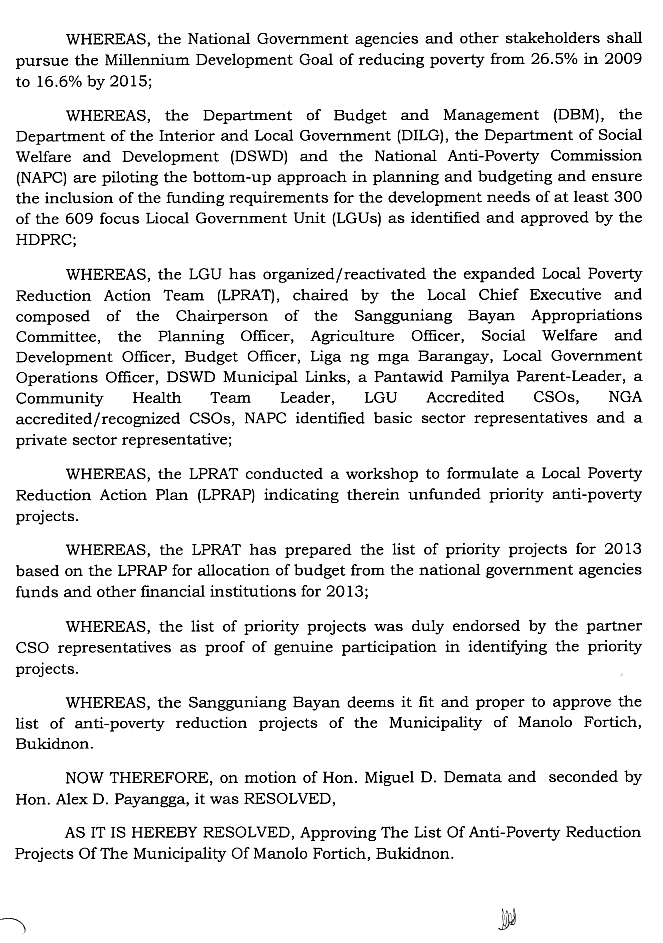 WHEREAS, the National Government agencies and other stakeholders shall
pursue the Millennium Development Goal of reducing poverty from 26.5% in 2009
to 16.6% by 2015;
WHEREAS, the Department of Budget and Management (DBM), the
Department of the Interior and Local Government (DILG), the Department of Social
Welfare and Development (DSWD) and the National Anti-Poverty Commission
(NAPC) are piloting the bottom-up approach in planning and budgeting and ensure
the inclusion of the funding requirements for the development needs of at least 300
of the 609 focus Liocal Government Unit (LGUs) as identified and approved by the
HDPRC;
WHEREAS, the LGU has organized/reactivated the expanded Local Poverty
Reduction Action Team (LPRAT), chaired by the Local Chief Executive and
composed of the Chairperson of the Sangguniang Bayan Appropriations
Committee, the Planning Officer, Agriculture Officer, Social Welfare and
Development Officer, Budget Officer, Liga ng mga Barangay, Local Government
Operations Officer, DSWD Municipal Links, a Pantawid Pamilya Parent-Leader, a
Community Health Team Leader, LGU Accredited CSOs, NGA
accredited/recognized CSOs, NAPC identified basic sector representatives and a
private sector representative;
WHEREAS, the LPRAT conducted a workshop to formulate a Local Poverty
Reduction Action Plan (LPRAP) indicating therein unfunded priority anti-poverty
projects.
WHEREAS, the LPRAT has prepared the list of priority projects for 2013
based on the LPRAP for allocation of budget from the national government agencies
funds and other financial institutions for 2013;
WHEREAS, the list of priority projects was duly endorsed by the partner
CSO representatives as proof of genuine participation in identifying the priority
projects.
WHEREAS, the Sangguniang Bayan deems it fit and proper to approve the
list of anti-poverty reduction projects of the Municipality of Manolo Fortich,
Bukidnon.
NOW THEREFORE, on motion of Hon. Miguel D. Demata and seconded by
Hon. Alex D. Payangga, it was RESOLVED,
AS IT IS HEREBY RESOLVED, Approving The List Of Anti-Poverty Reduction
Projects Of The Municipality Of Manolo Fortich, Bukidnon.